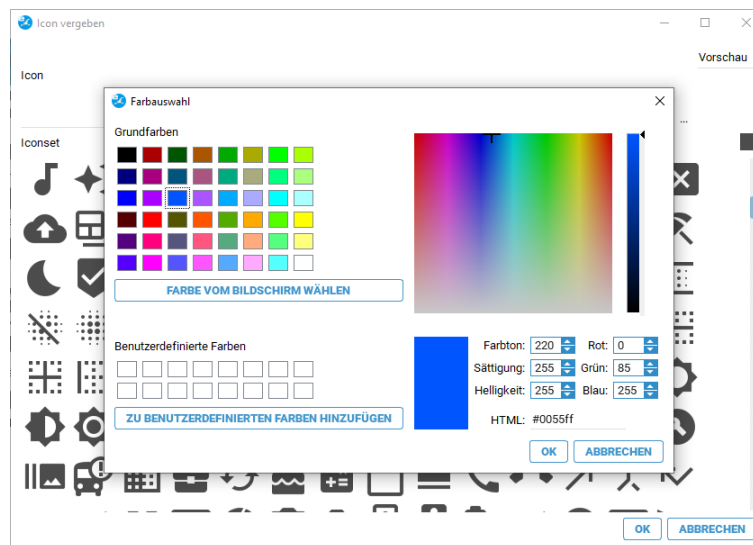 Icon vergeben
Vorschau
Icon
...
Iconset
Farbauswahl
Grundfarben
FARBE VOM BILDSCHIRM WÄHLEN
Benutzerdefinierte Farben
ZU BENUTZERDEFINIERTEN FARBEN HINZUFÜGEN
Farbton: 220 Rot: 0
Sättigung: 255 Grün: 85
Helligkeit: 255 Blau: 255
HTML: #0055ff
OK ABBRECHEN
OK ABBRECHEN